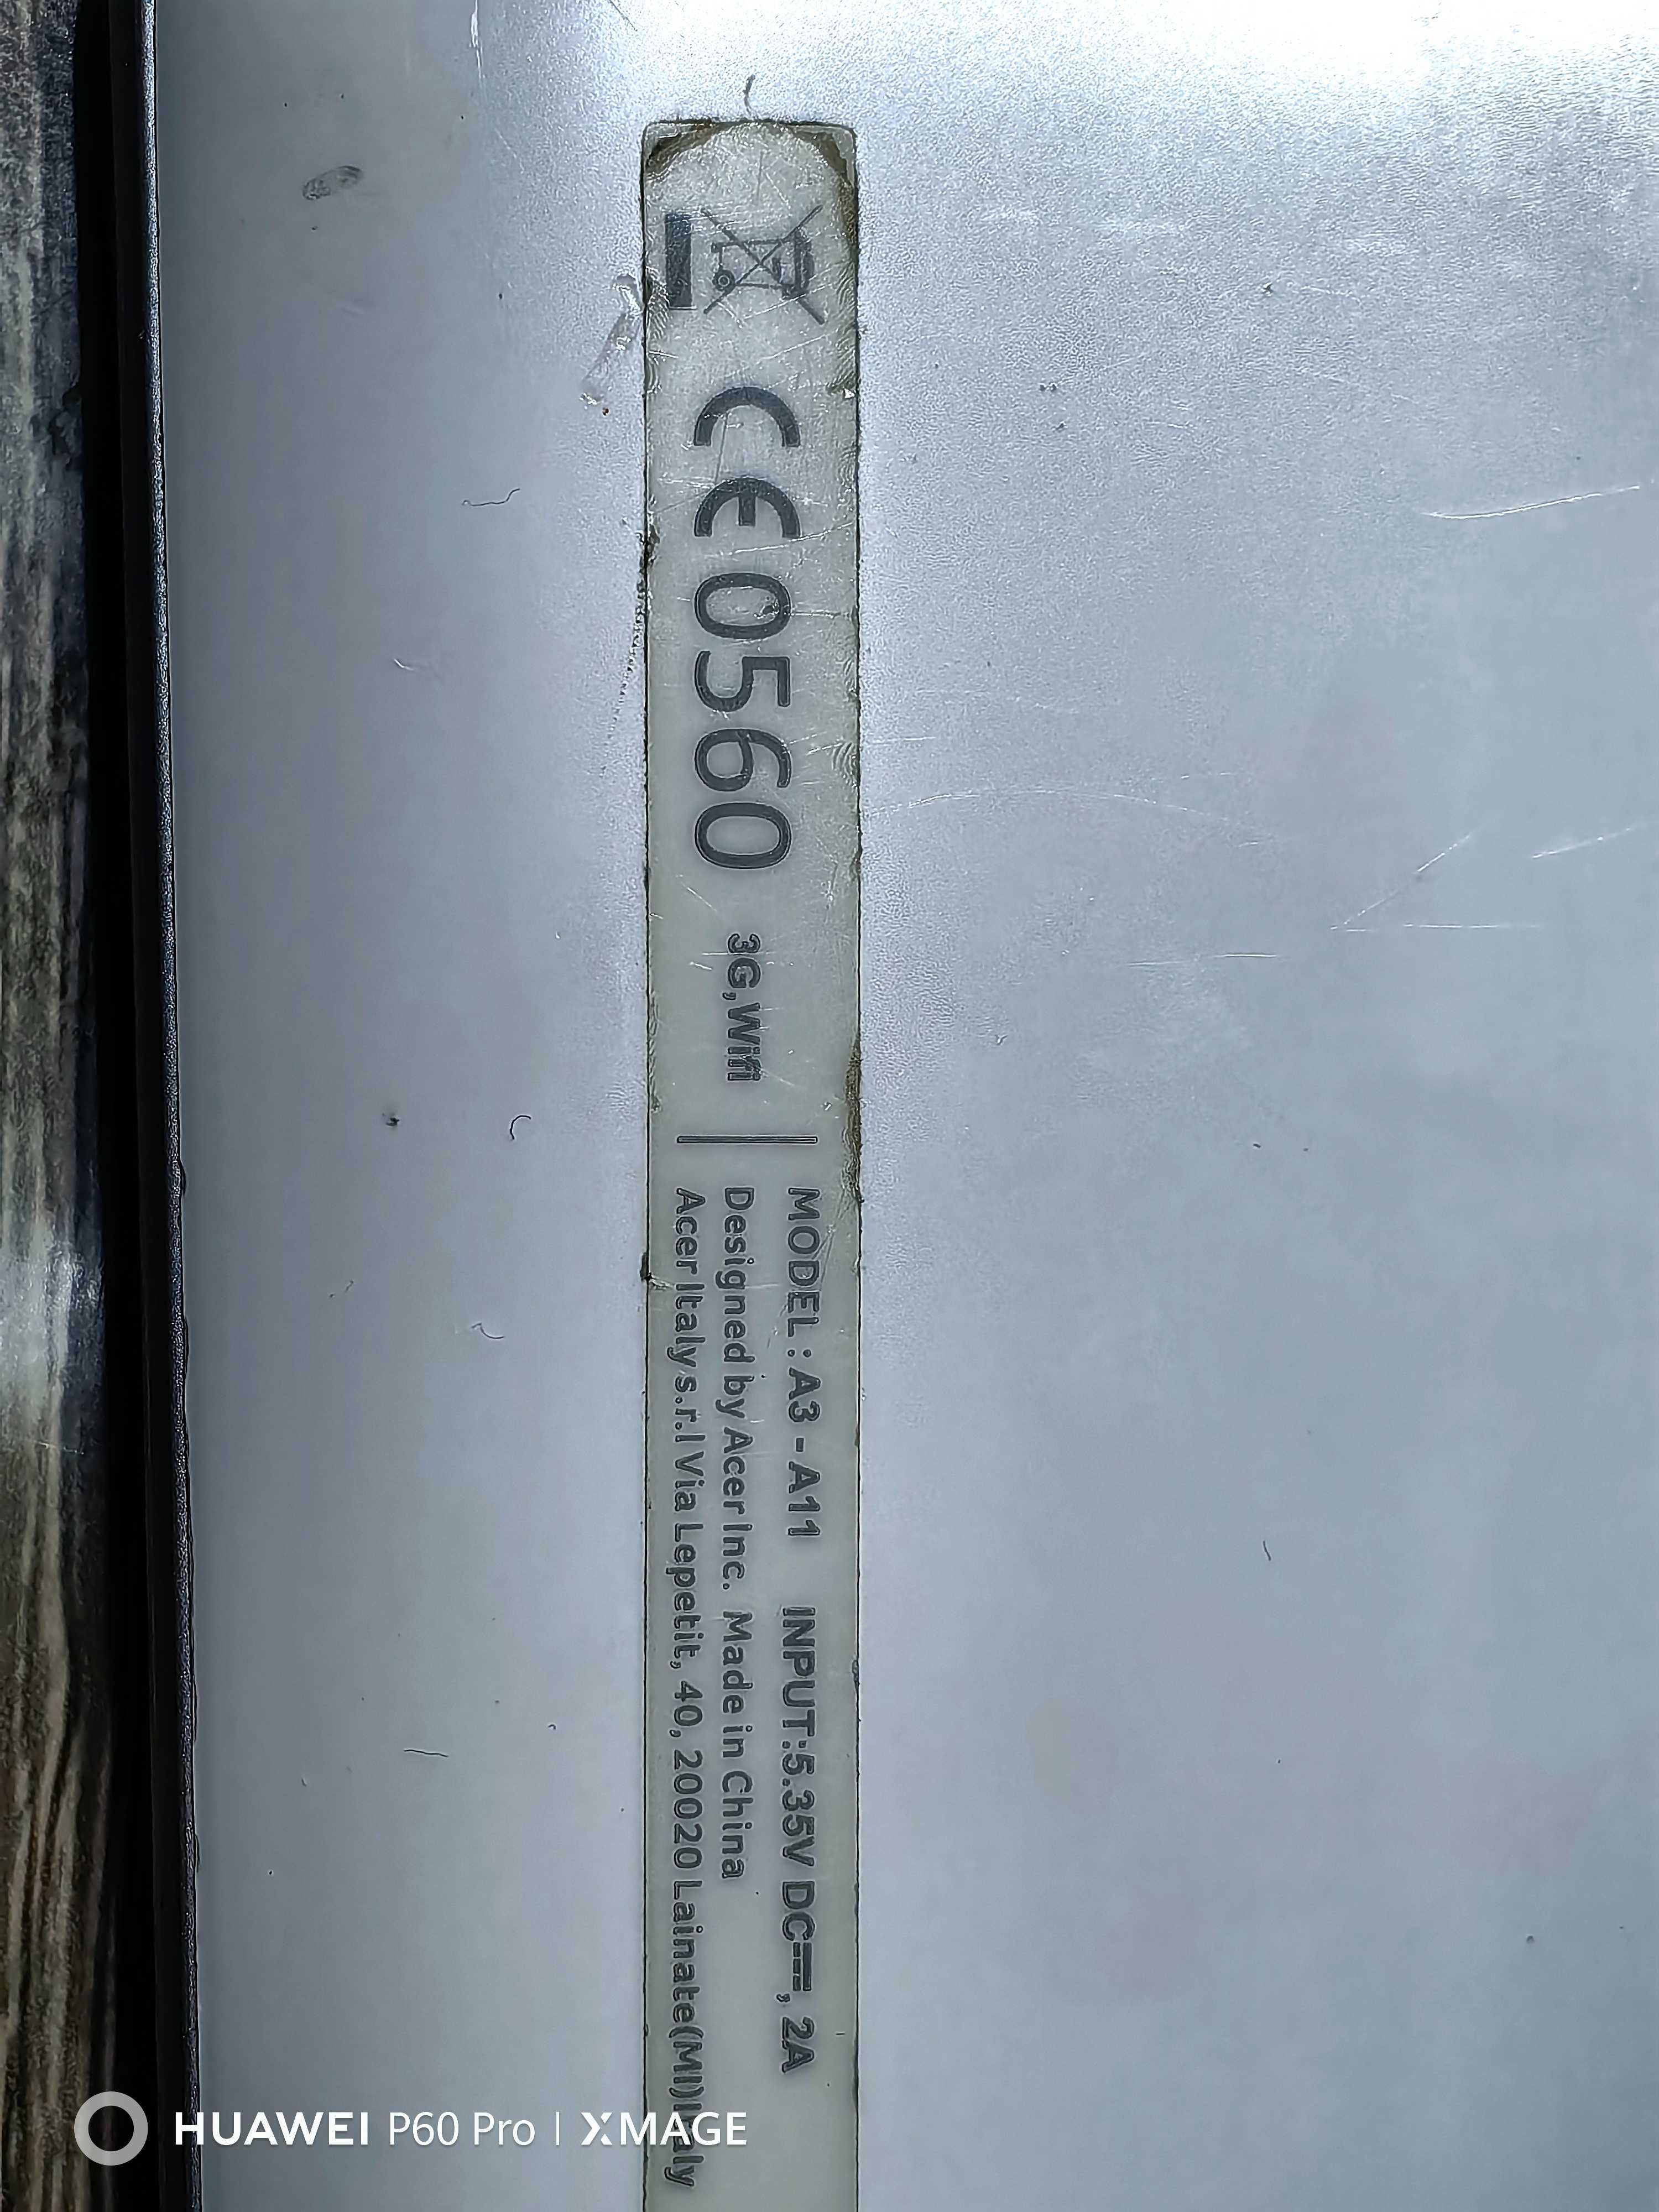 CE0560 3G,Wifi
MODEL : A3 - A11 INPUT:5.35V DC⎓, 2A
Designed by Acer Inc. Made in China
Acer Italy s.r.l Via Lepetit, 40, 20020 Lainate(MI)Italy
HUAWEI P60 Pro | XMAGE